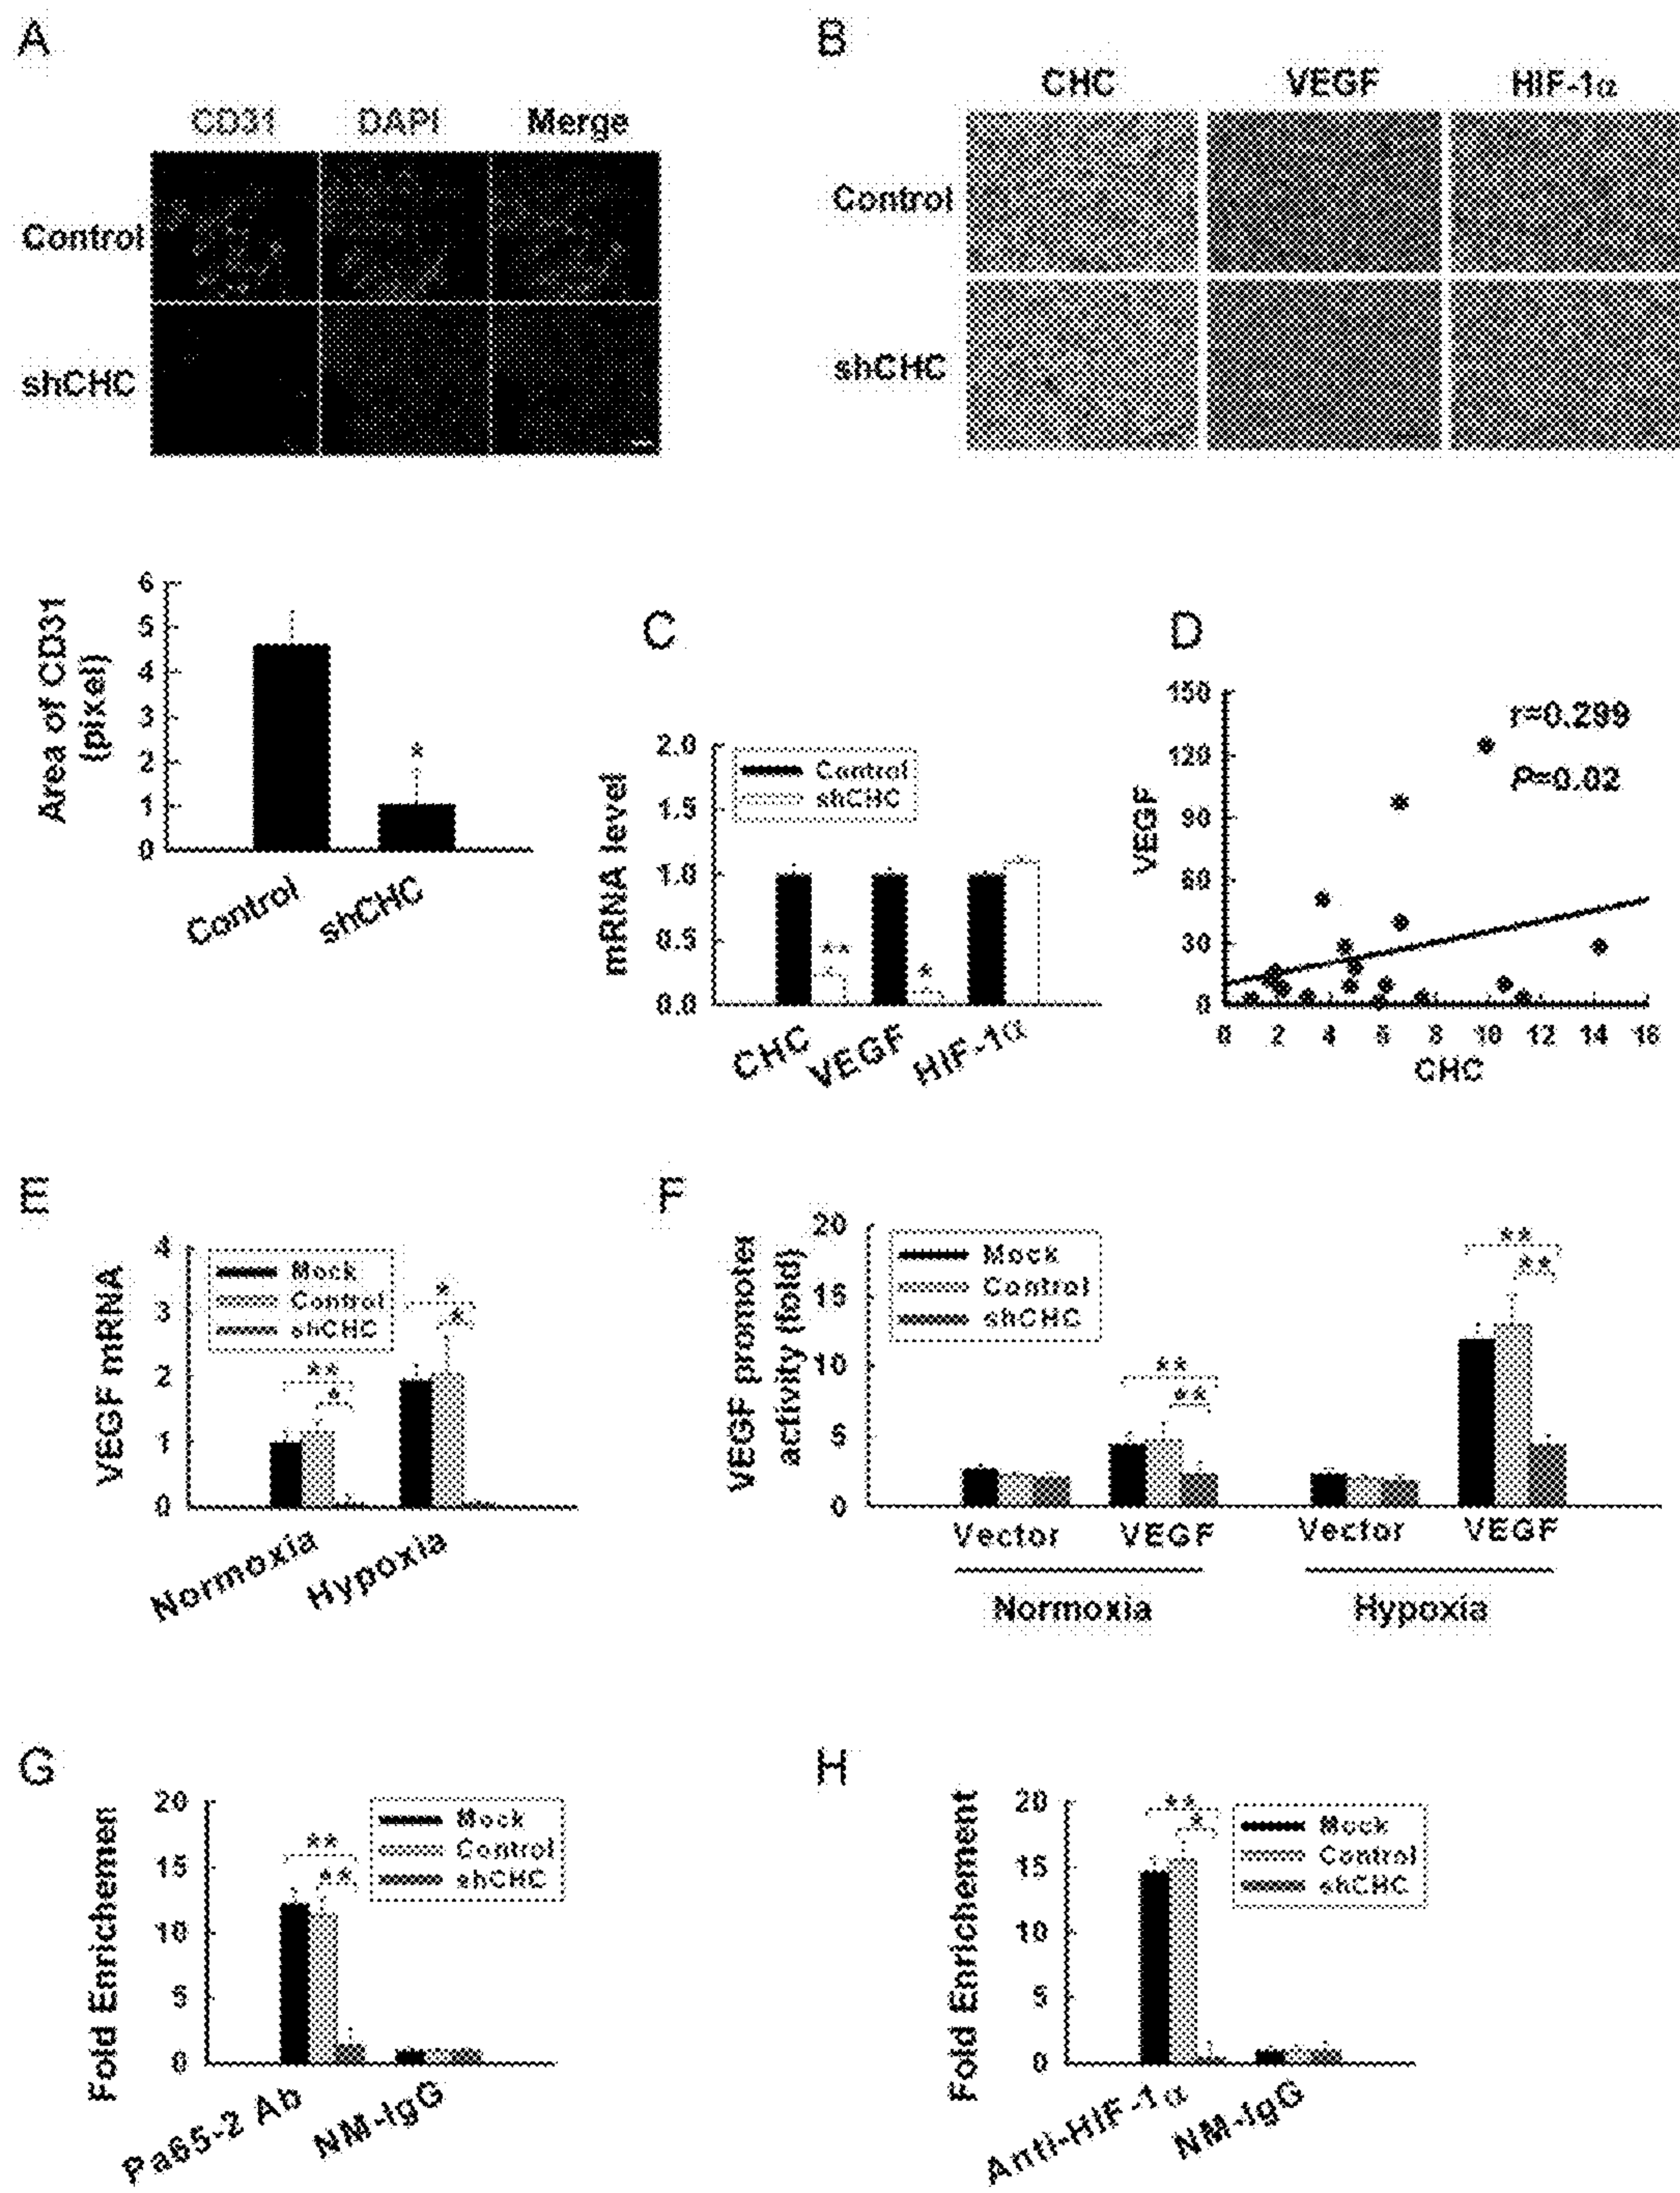 A
CD31 DAPI Merge
Control
shCHC
B
CHC VEGF HIF-1α
Control
shCHC
Area of CD31
(pixel)
6
5
4
3
2
1
0
*
Control shCHC
C
mRNA level
2.0
1.5
1.0
0.5
0.0
Control
shCHC
** *
CHC VEGF HIF-1α
D
VEGF
150
120
90
60
30
0
r=0.299
P=0.02
0 2 4 6 8 10 12 14 16
CHC
E
VEGF mRNA
4
3
2
1
0
Mock
Control
shCHC
**
*
*
*
Normoxia Hypoxia
F
VEGF promoter
activity (fold)
20
15
10
5
0
Mock
Control
shCHC
**
**
**
**
Vector VEGF Vector VEGF
Normoxia Hypoxia
G
Fold Enrichemen
20
15
10
5
0
Mock
Control
shCHC
**
**
Pa65-2 Ab NM-IgG
H
Fold Enrichement
20
15
10
5
0
Mock
Control
shCHC
**
*
Anti-HIF-1α NM-IgG